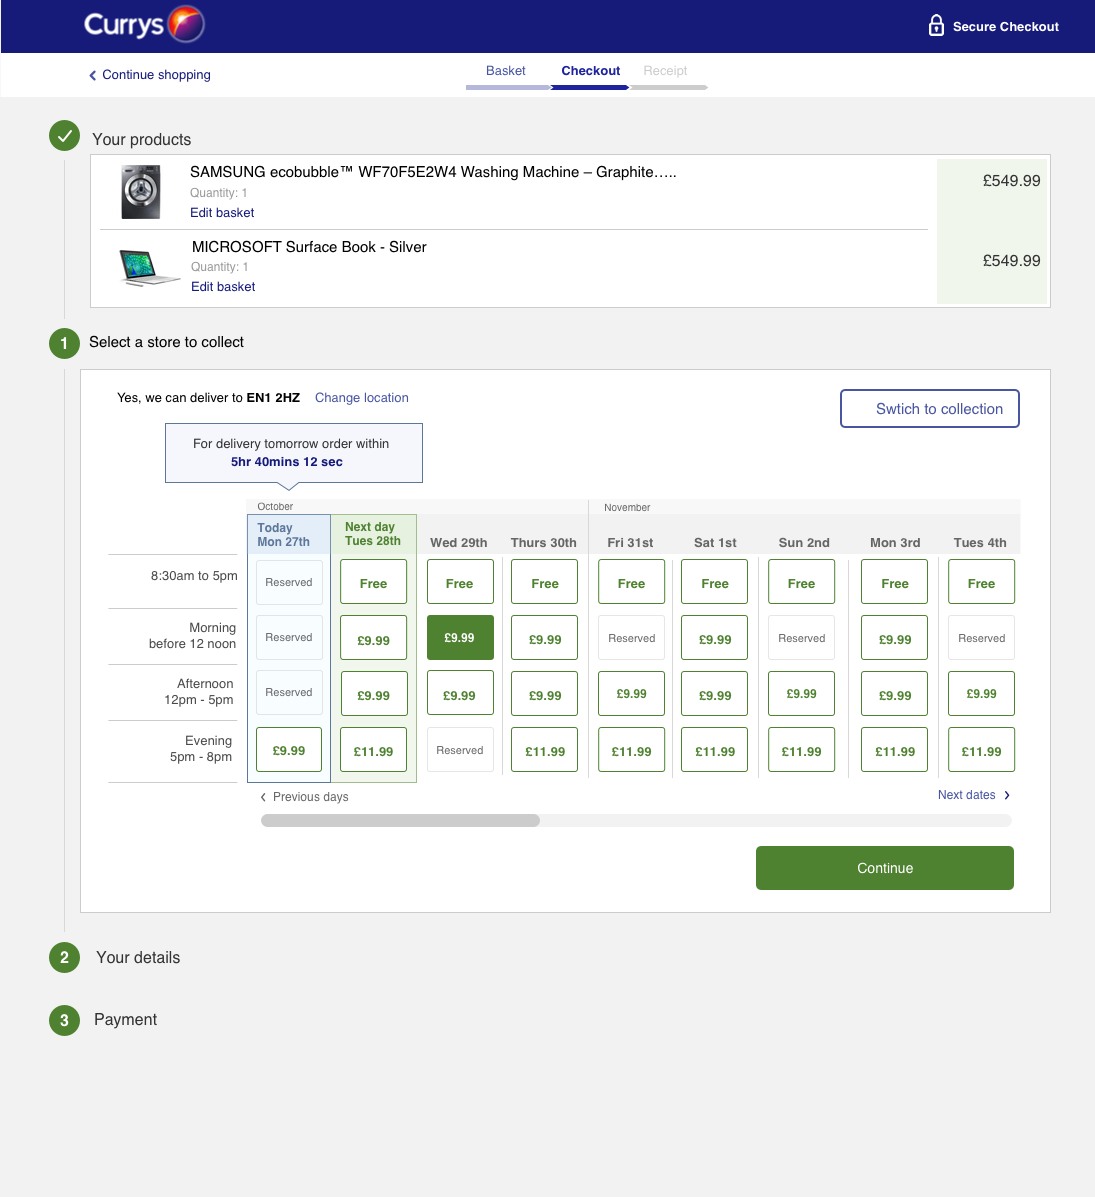 Currys
Secure Checkout
Continue shopping
Basket Checkout Receipt
Your products
SAMSUNG ecobubble™ WF70F5E2W4 Washing Machine – Graphite.....
£549.99
Quantity: 1
Edit basket
MICROSOFT Surface Book - Silver
£549.99
Quantity: 1
Edit basket
1 Select a store to collect
Yes, we can deliver to EN1 2HZ Change location
Swtich to collection
For delivery tomorrow order within
5hr 40mins 12 sec
October November
Today Next day
Mon 27th Tues 28th Wed 29th Thurs 30th Fri 31st Sat 1st Sun 2nd Mon 3rd Tues 4th
8:30am to 5pm Reserved Free Free Free Free Free Free Free Free
Morning
before 12 noon Reserved £9.99 £9.99 £9.99 Reserved £9.99 Reserved £9.99 Reserved
Afternoon
12pm - 5pm Reserved £9.99 £9.99 £9.99 £9.99 £9.99 £9.99 £9.99 £9.99
Evening
5pm - 8pm £9.99 £11.99 Reserved £11.99 £11.99 £11.99 £11.99 £11.99 £11.99
Previous days Next dates
Continue
2 Your details
3 Payment